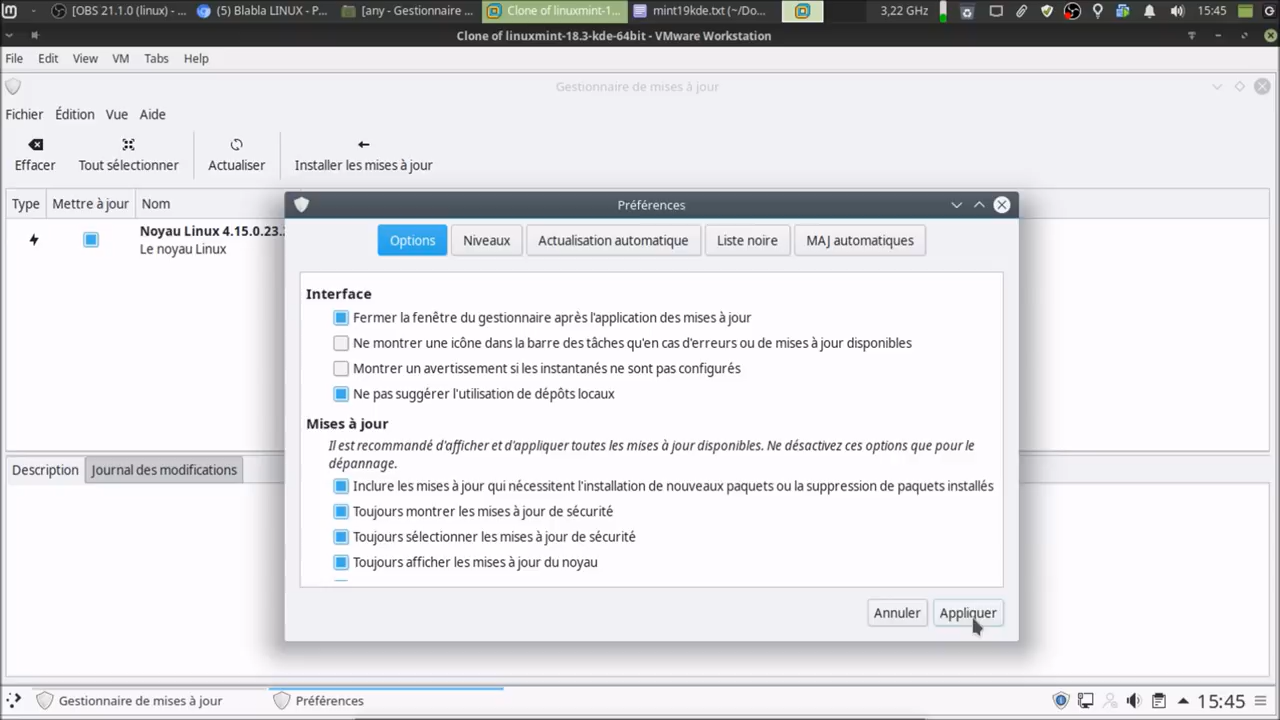 [OBS 21.1.0 (linux) - ...
(5) Blabla LINUX - P...
[any - Gestionnaire ...
Clone of linuxmint-1...
mint19kde.txt (~/Do...
3,22 GHz
15:45
Clone of linuxmint-18.3-kde-64bit - VMware Workstation
File Edit View VM Tabs Help
Gestionnaire de mises à jour
Fichier Édition Vue Aide
Effacer Tout sélectionner Actualiser Installer les mises à jour
Type Mettre à jour Nom
Noyau Linux 4.15.0.23.
Le noyau Linux
Préférences
Options Niveaux Actualisation automatique Liste noire MAJ automatiques
Interface
Fermer la fenêtre du gestionnaire après l'application des mises à jour
Ne montrer une icône dans la barre des tâches qu'en cas d'erreurs ou de mises à jour disponibles
Montrer un avertissement si les instantanés ne sont pas configurés
Ne pas suggérer l'utilisation de dépôts locaux
Mises à jour
Il est recommandé d'afficher et d'appliquer toutes les mises à jour disponibles. Ne désactivez ces options que pour le
dépannage.
Inclure les mises à jour qui nécessitent l'installation de nouveaux paquets ou la suppression de paquets installés
Toujours montrer les mises à jour de sécurité
Toujours sélectionner les mises à jour de sécurité
Toujours afficher les mises à jour du noyau
Annuler Appliquer
Description Journal des modifications
Gestionnaire de mises à jour
Préférences
15:45